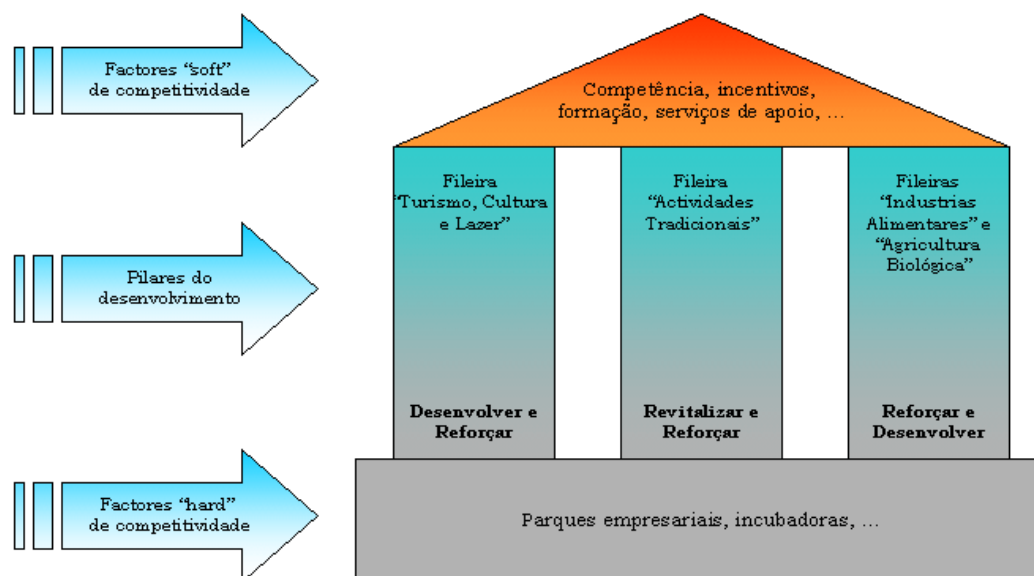 Factores “soft”
de competitividade
Competência, incentivos,
formação, serviços de apoio, ...
Fileira
“Turismo, Cultura
e Lazer”
Fileira
“Actividades
Tradicionais”
Fileiras
“Industrias
Alimentares” e
“Agricultura
Biológica”
Pilares do
desenvolvimento
Desenvolver e
Reforçar
Revitalizar e
Reforçar
Reforçar e
Desenvolver
Factores “hard”
de competitividade
Parques empresariais, incubadoras, ...